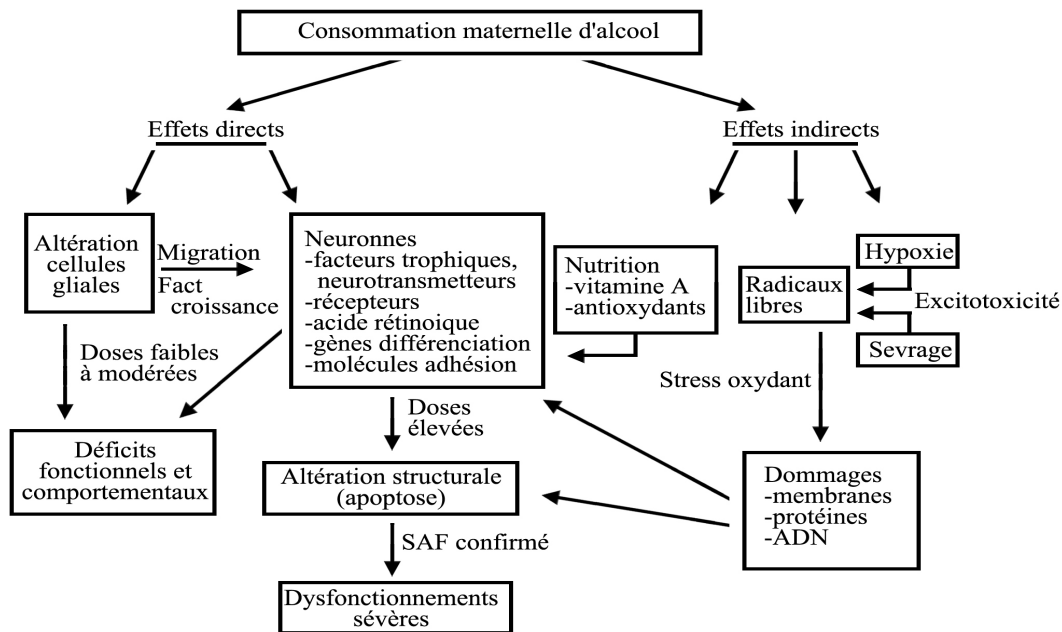 Consommation maternelle d'alcool
Effets directs
Effets indirects
Altération
cellules
gliales
Migration
Fact
croissance
Neuronnes
-facteurs trophiques,
neurotransmetteurs
-récepteurs
-acide rétinoique
-gènes différenciation
-molécules adhésion
Nutrition
-vitamine A
-antioxydants
Radicaux
libres
Hypoxie
Excitotoxicité
Sevrage
Doses faibles
à modérées
Stress oxydant
Doses
élevées
Déficits
fonctionnels et
comportementaux
Altération structurale
(apoptose)
Dommages
-membranes
-protéines
-ADN
SAF confirmé
Dysfonctionnements
sévères